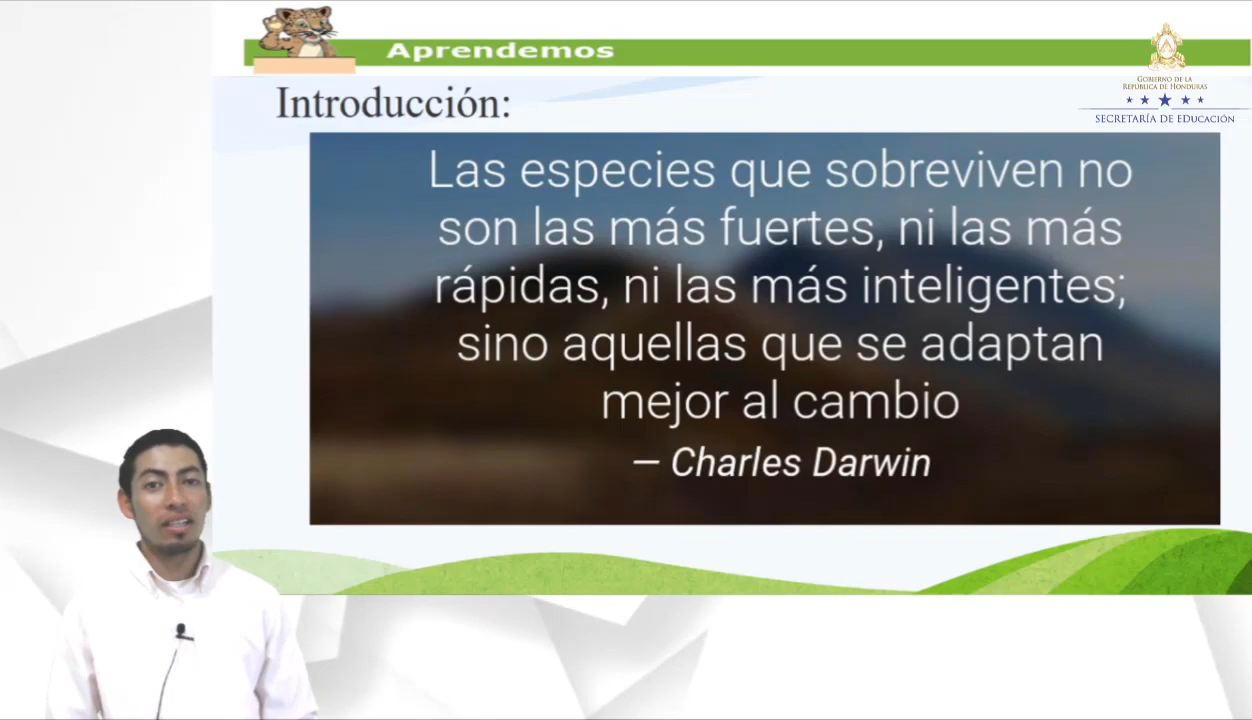 Aprendemos
GOBIERNO DE LA
REPÚBLICA DE HONDURAS
SECRETARÍA DE EDUCACIÓN
Introducción:
Las especies que sobreviven no
son las más fuertes, ni las más
rápidas, ni las más inteligentes;
sino aquellas que se adaptan
mejor al cambio
— Charles Darwin